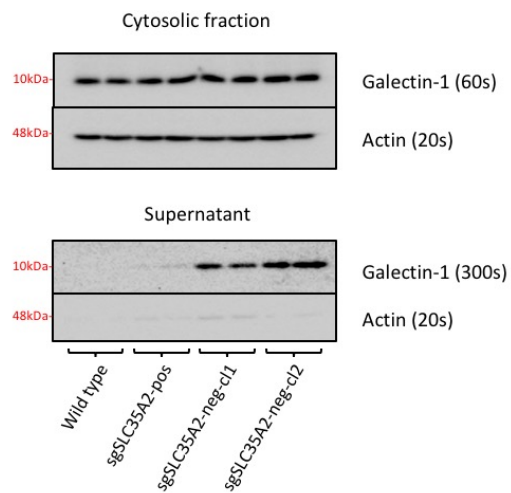 Cytosolic fraction
10kDa
Galectin-1 (60s)
48kDa
Actin (20s)
Supernatant
10kDa
Galectin-1 (300s)
48kDa
Actin (20s)
Wild type
sgSLC35A2-pos
sgSLC35A2-neg-cl1
sgSLC35A2-neg-cl2